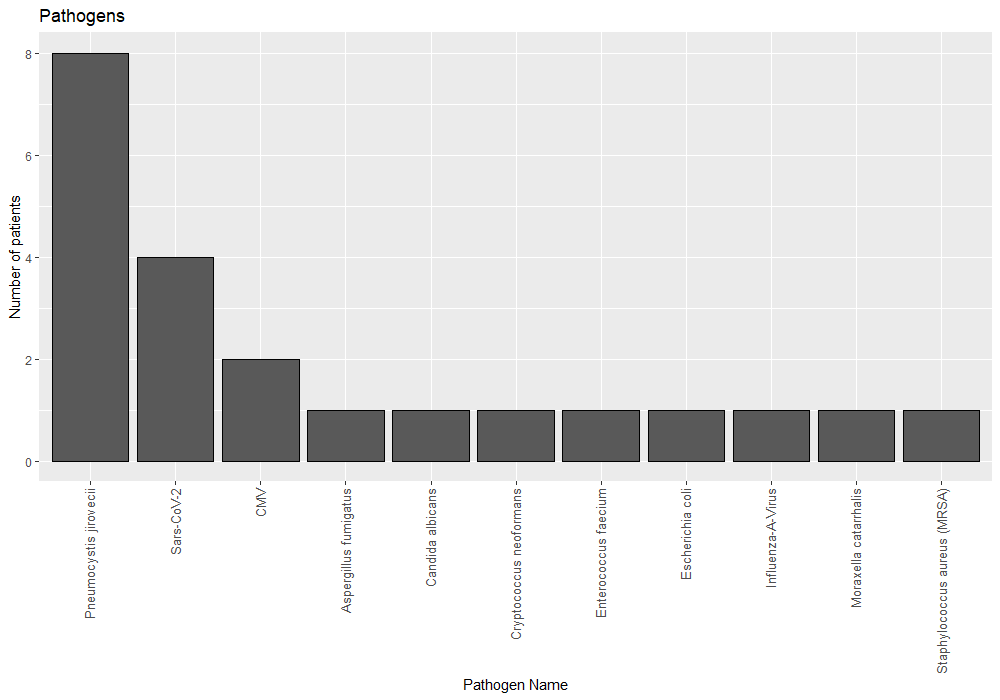 Pathogens
Number of patients
8
6
4
2
0
Pneumocystis jirovecii
Sars-CoV-2
CMV
Aspergillus fumigatus
Candida albicans
Cryptococcus neoformans
Enterococcus faecium
Escherichia coli
Influenza-A-Virus
Moraxella catarrhalis
Staphylococcus aureus (MRSA)
Pathogen Name